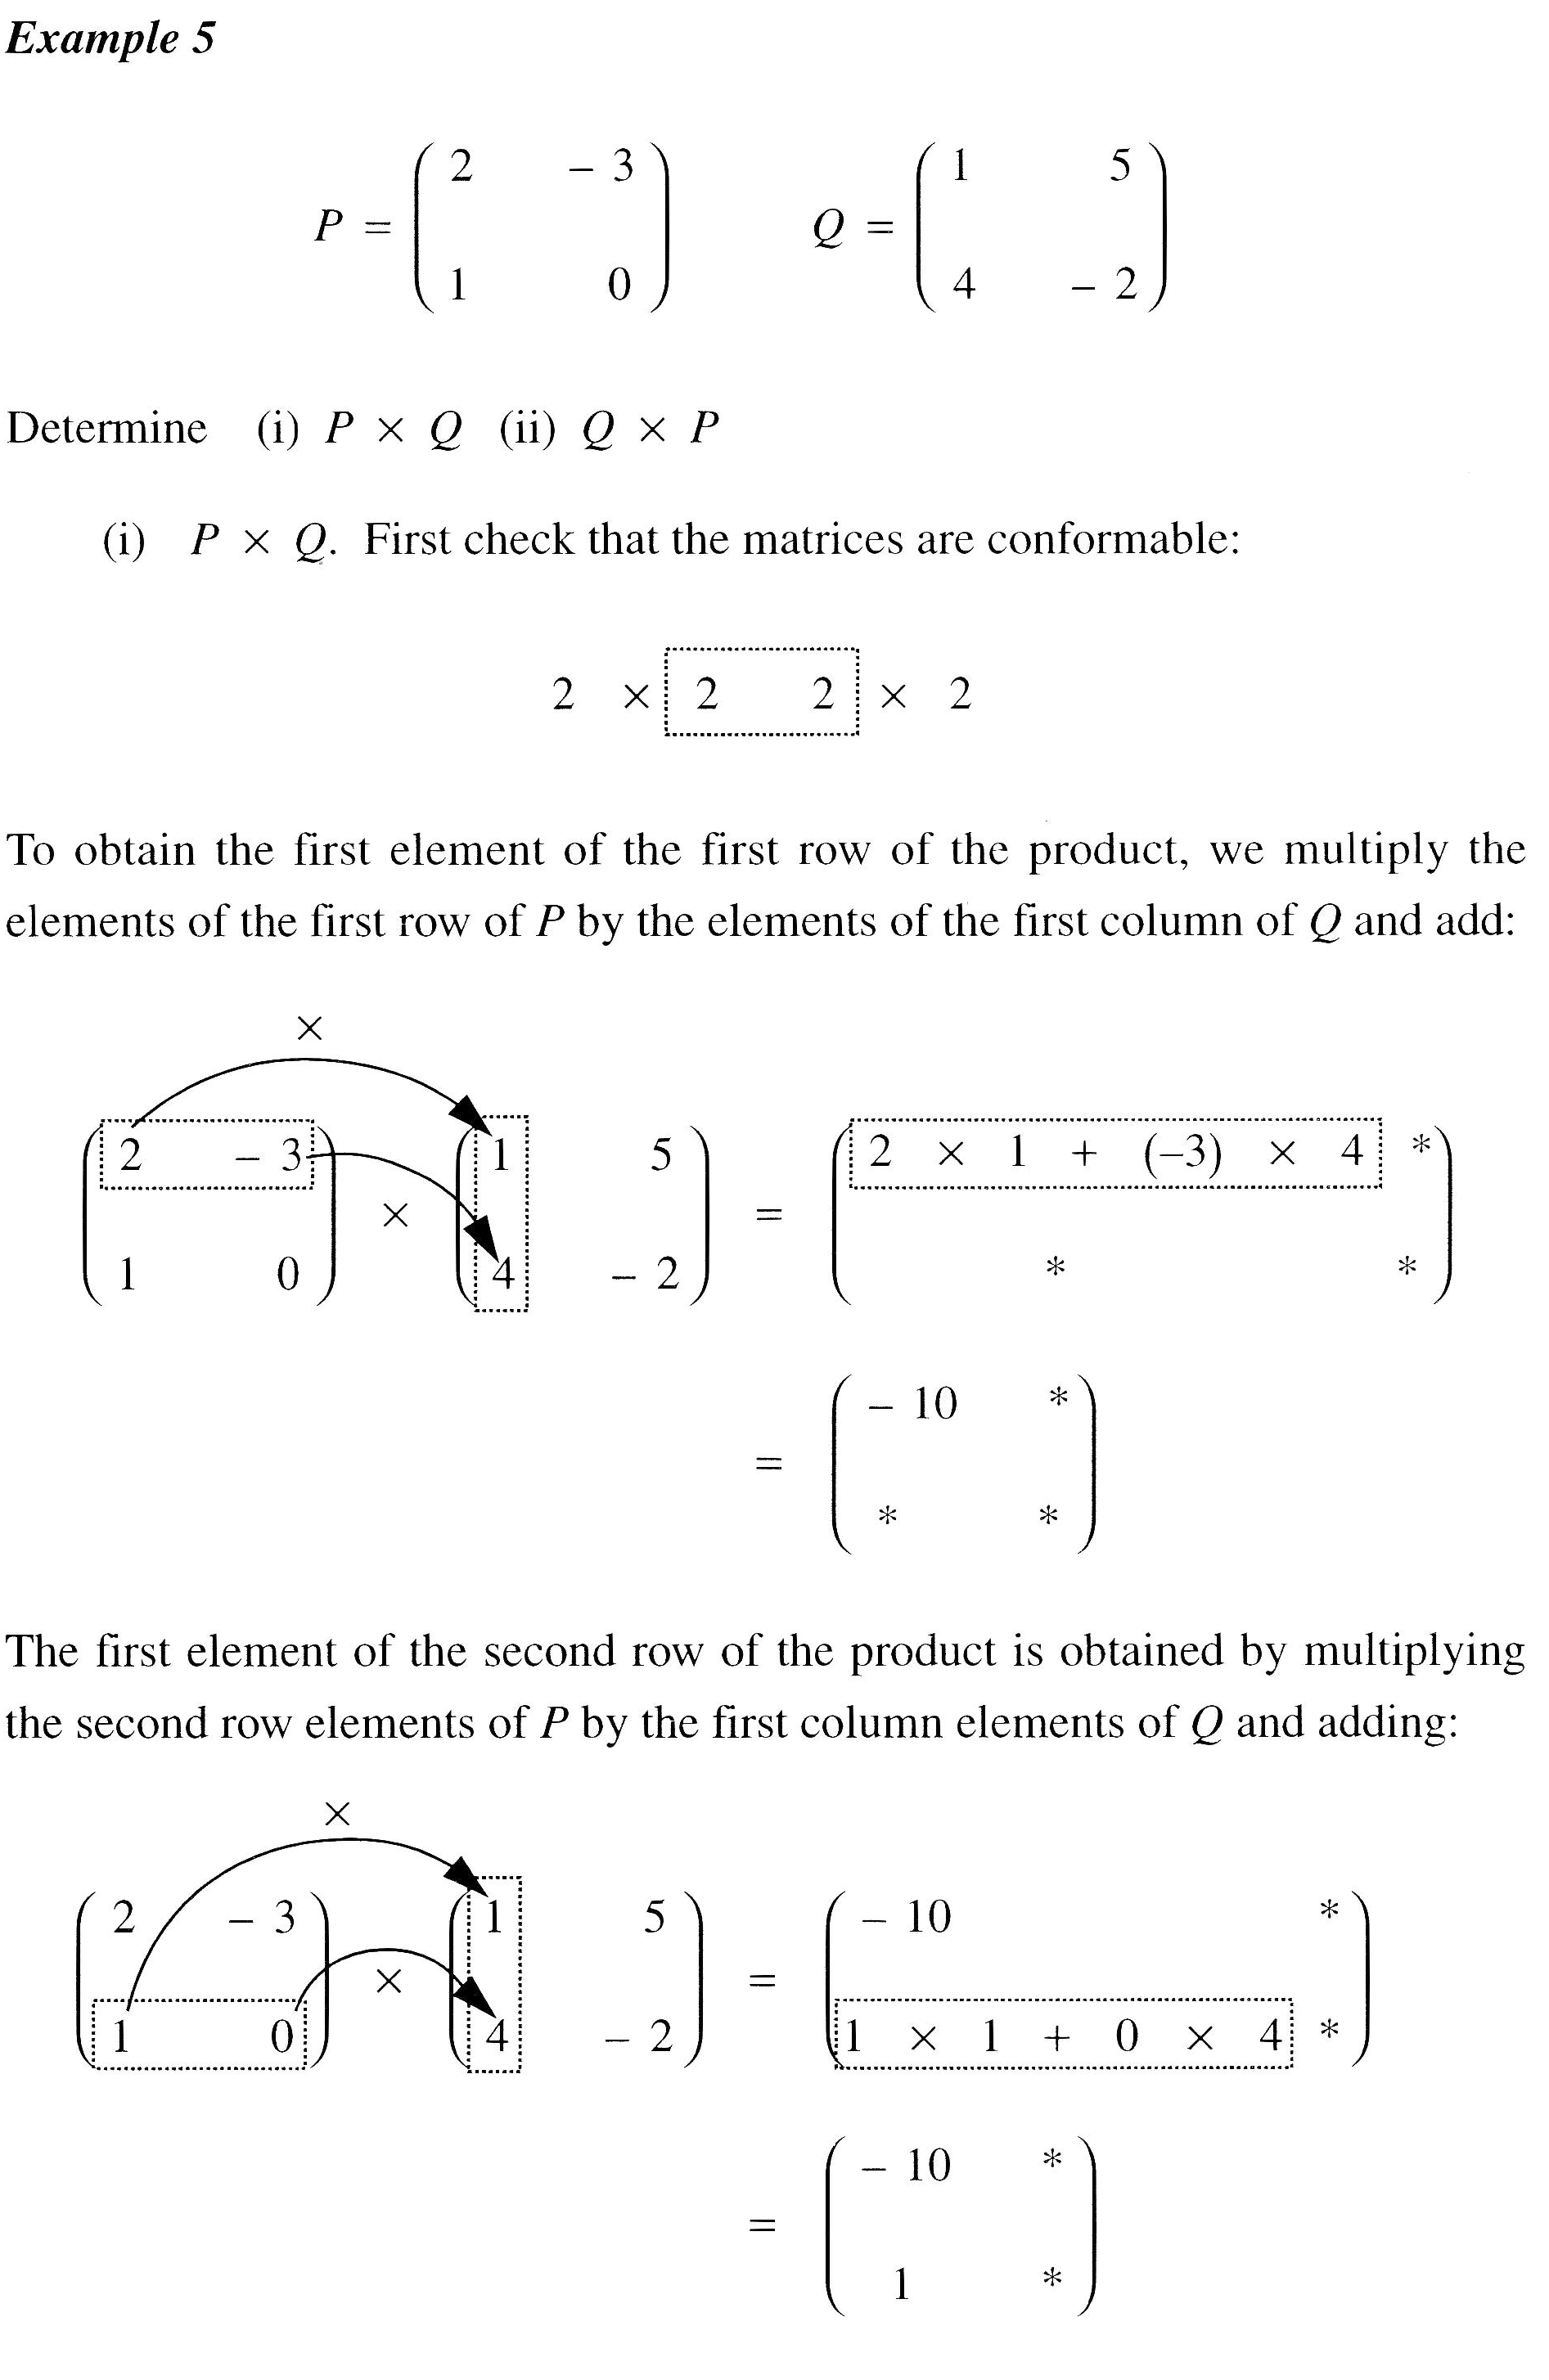 Example 5
P = ( 2 – 3 ) Q = ( 1 5 )
( 1 0 ) ( 4 – 2 )
Determine (i) P × Q (ii) Q × P
(i) P × Q. First check that the matrices are conformable:
2 × 2 2 × 2
To obtain the first element of the first row of the product, we multiply the
elements of the first row of P by the elements of the first column of Q and add:
×
( 2 – 3 ) × ( 1 5 ) = ( 2 × 1 + (–3) × 4 * )
( 1 0 ) ( 4 – 2 ) ( * * )
= ( – 10 * )
( * * )
The first element of the second row of the product is obtained by multiplying
the second row elements of P by the first column elements of Q and adding:
×
( 2 – 3 ) × ( 1 5 ) = ( – 10 * )
( 1 0 ) ( 4 – 2 ) ( 1 × 1 + 0 × 4 * )
= ( – 10 * )
( 1 * )